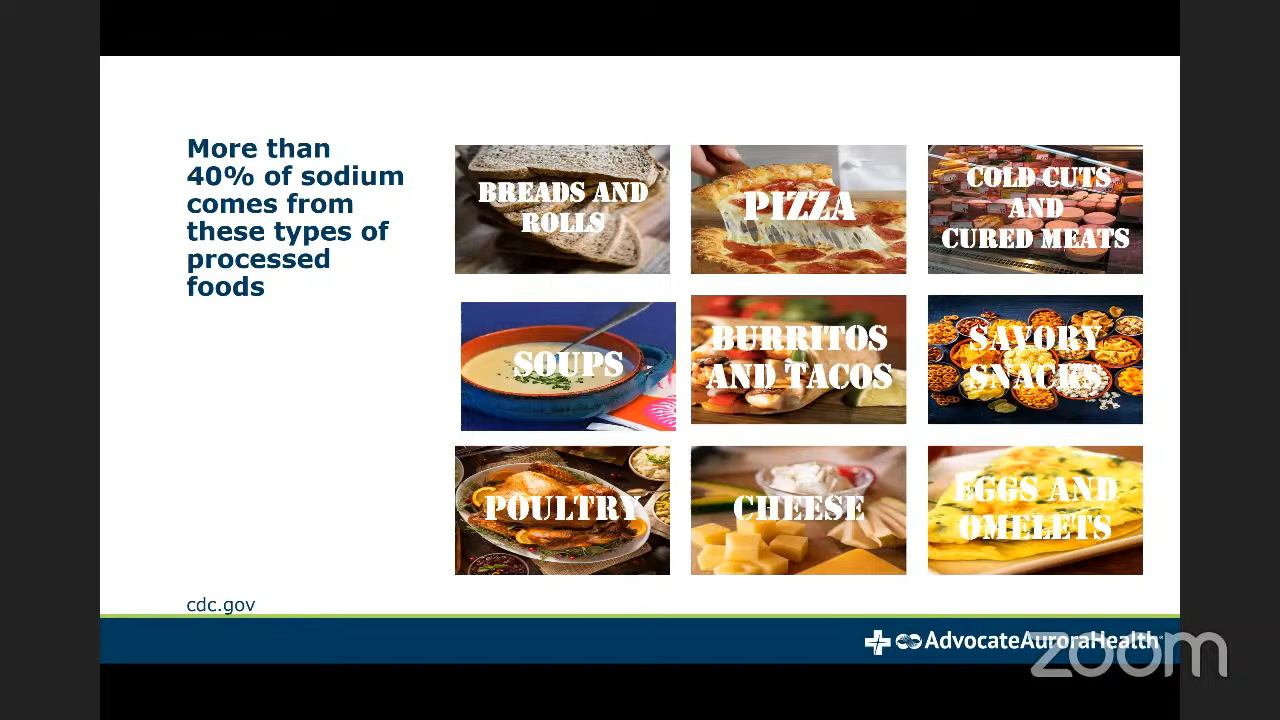 More than
40% of sodium
comes from
these types of
processed
foods
BREADS AND
ROLLS
PIZZA
COLD CUTS
AND
CURED MEATS
SOUPS
BURRITOS
AND TACOS
SAVORY
SNACKS
POULTRY
CHEESE
EGGS AND
OMELETS
cdc.gov
AdvocateAuroraHealth®
zoom